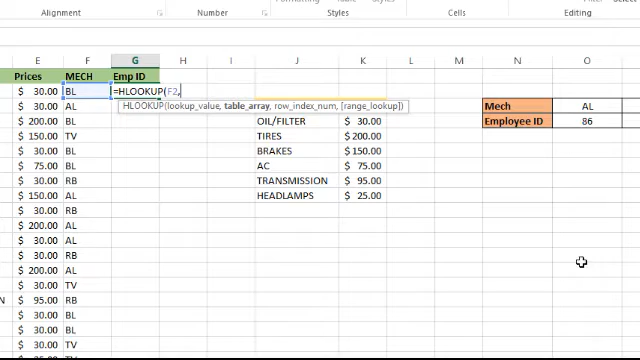 Alignment Number Styles Cells Editing
E F G H I J K L M N O
Prices MECH Emp ID
$ 30.00 BL =HLOOKUP(F2,
$ 30.00 AL HLOOKUP(lookup_value, table_array, row_index_num, [range_lookup]) Mech AL
$ 200.00 BL OIL/FILTER $ 30.00 Employee ID 86
$ 150.00 TV TIRES $200.00
$ 30.00 BL BRAKES $150.00
$ 75.00 BL AC $ 75.00
$ 30.00 RB TRANSMISSION $ 95.00
$ 150.00 AL HEADLAMPS $ 25.00
$ 30.00 RB
$ 200.00 AL
$ 30.00 AL
$ 30.00 RB
$ 200.00 AL
$ 30.00 TV
N $ 95.00 RB
$ 30.00 BL
$ 30.00 BL
$ 30.00 TV